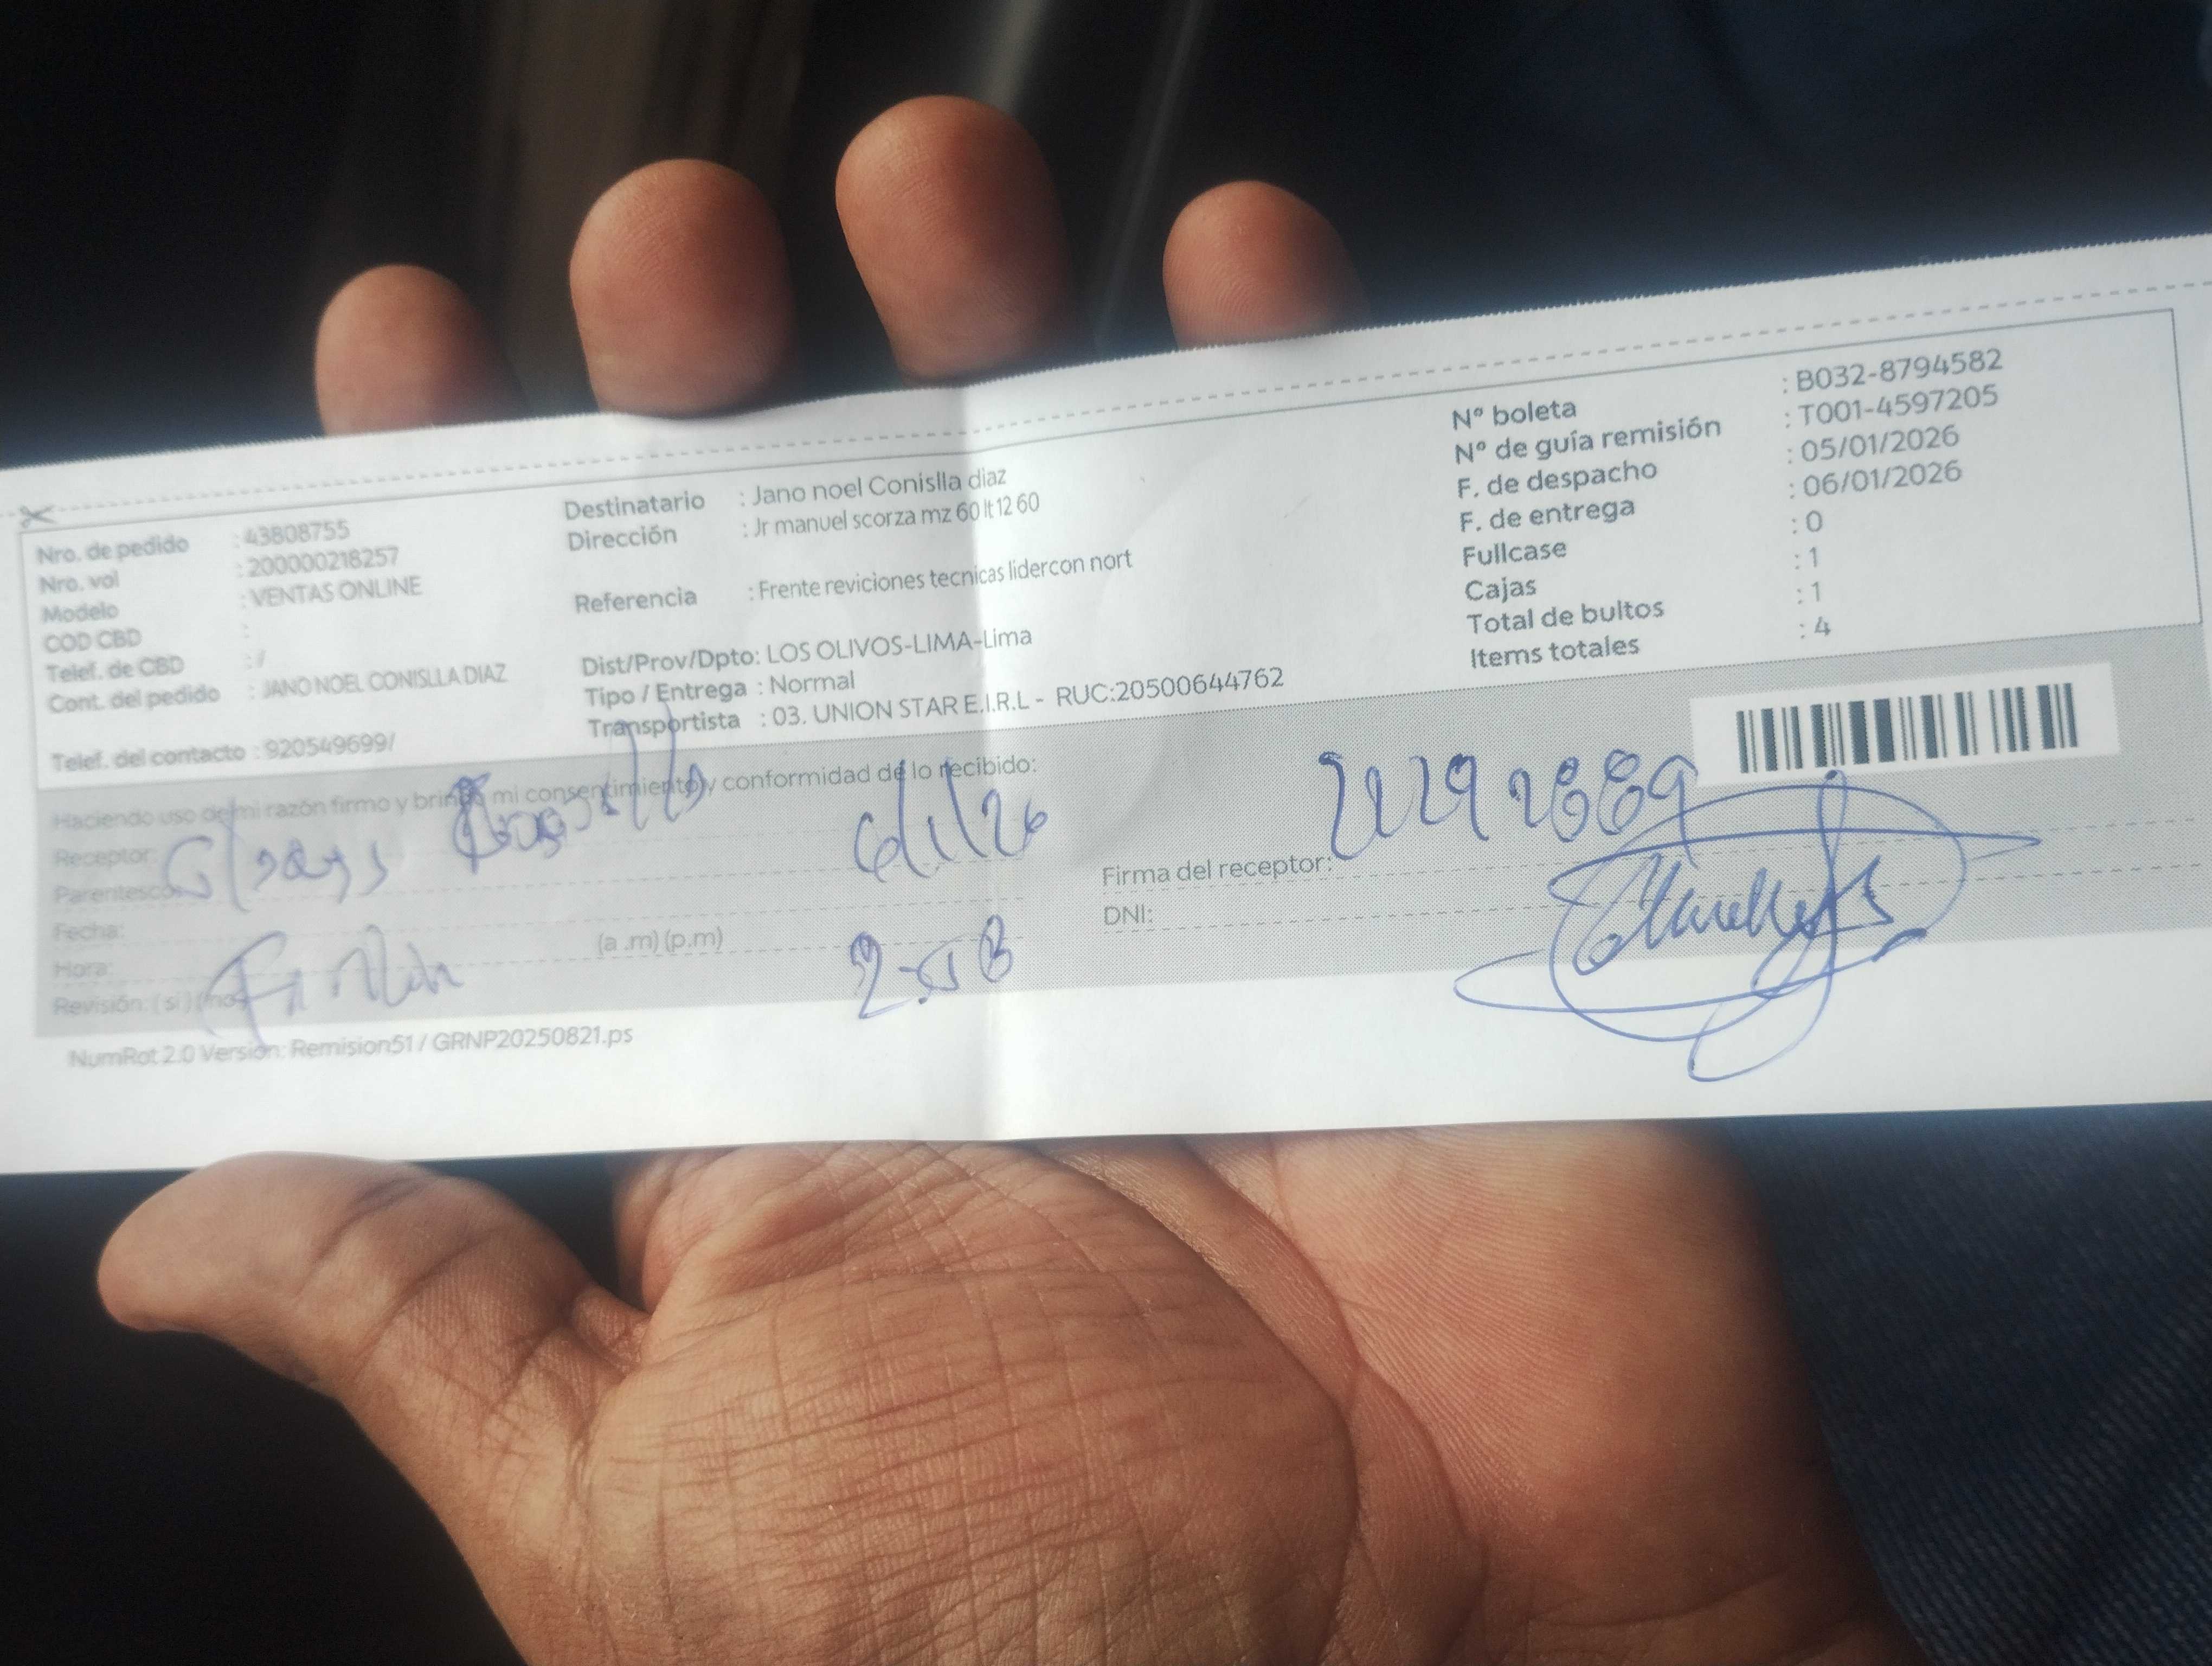 Nro. de pedido : 43808755
Nro. vol : 200000218257
Modelo : VENTAS ONLINE
COD CBD :
Telef. de CBD : /
Cont. del pedido : JANO NOEL CONISLLA DIAZ
Telef. del contacto : 920549699/
Destinatario : Jano noel Conislla diaz
Dirección : Jr manuel scorza mz 60 lt 12 60
Referencia : Frente reviciones tecnicas lidercon nort
Dist/Prov/Dpto: LOS OLIVOS-LIMA-Lima
Tipo / Entrega : Normal
Transportista : 03. UNION STAR E.I.R.L - RUC:20500644762
Nº boleta : B032-8794582
Nº de guía remisión : T001-4597205
F. de despacho : 05/01/2026
F. de entrega : 06/01/2026
Fullcase : 0
Cajas : 1
Total de bultos : 1
Items totales : 4
Haciendo uso de mi razón firmo y brindo mi consentimiento y conformidad de lo recibido:
Receptor:
Parentesco:
Fecha:
Hora: (a .m) (p.m)
Revisión: ( si ) (no
6/1/26
Firma del receptor:
DNI:
NumRot 2.0 Version: Remision51 / GRNP20250821.ps